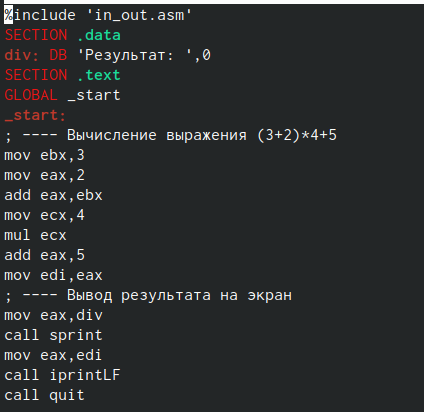 %include 'in_out.asm'
SECTION .data
div: DB 'Результат: ',0
SECTION .text
GLOBAL _start
_start:
; ---- Вычисление выражения (3+2)*4+5
mov ebx,3
mov eax,2
add eax,ebx
mov ecx,4
mul ecx
add eax,5
mov edi,eax
; ---- Вывод результата на экран
mov eax,div
call sprint
mov eax,edi
call iprintLF
call quit